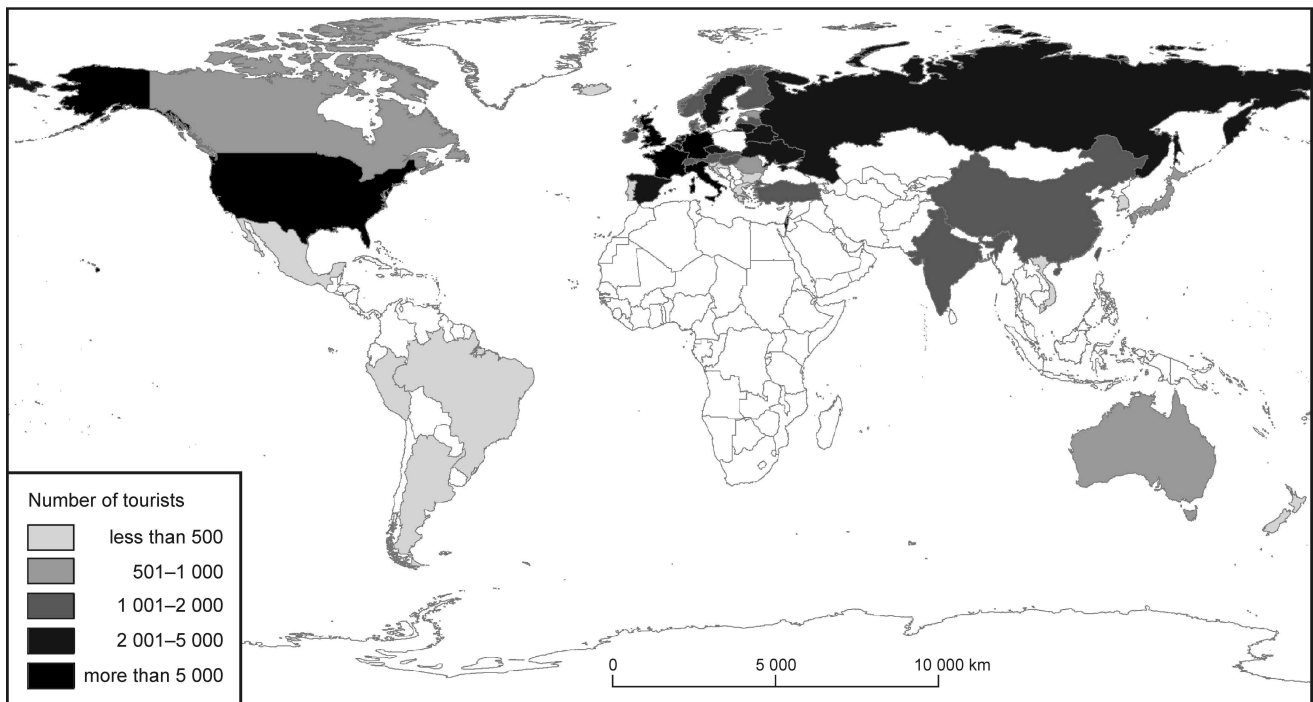 Number of tourists
less than 500
501–1 000
1 001–2 000
2 001–5 000
more than 5 000
0 5 000 10 000 km